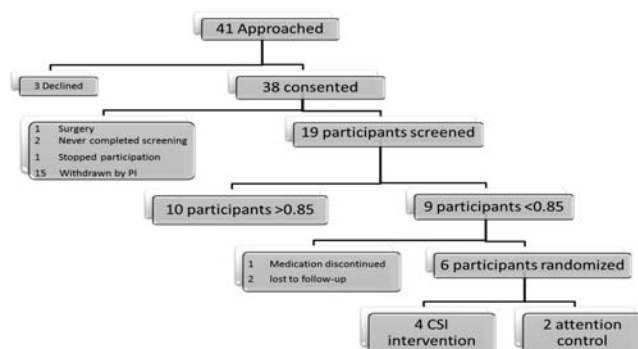 41 Approached
3 Declined
38 consented
1 Surgery
2 Never completed screening
1 Stopped participation
15 Withdrawn by PI
19 participants screened
10 participants >0.85
9 participants <0.85
1 Medication discontinued
2 lost to follow-up
6 participants randomized
4 CSI
intervention
2 attention
control